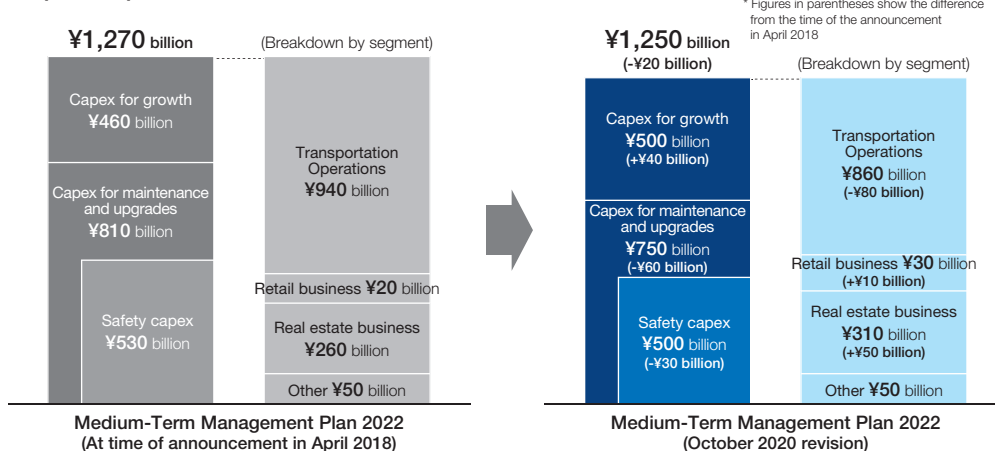 * Figures in parentheses show the difference
from the time of the announcement
in April 2018
¥1,270 billion
(Breakdown by segment)
Capex for growth
¥460 billion
Capex for maintenance
and upgrades
¥810 billion
Safety capex
¥530 billion
Transportation
Operations
¥940 billion
Retail business ¥20 billion
Real estate business
¥260 billion
Other ¥50 billion
Medium-Term Management Plan 2022
(At time of announcement in April 2018)
¥1,250 billion
(-¥20 billion)
(Breakdown by segment)
Capex for growth
¥500 billion
(+¥40 billion)
Capex for maintenance
and upgrades
¥750 billion
(-¥60 billion)
Safety capex
¥500 billion
(-¥30 billion)
Transportation
Operations
¥860 billion
(-¥80 billion)
Retail business ¥30 billion
(+¥10 billion)
Real estate business
¥310 billion
(+¥50 billion)
Other ¥50 billion
Medium-Term Management Plan 2022
(October 2020 revision)